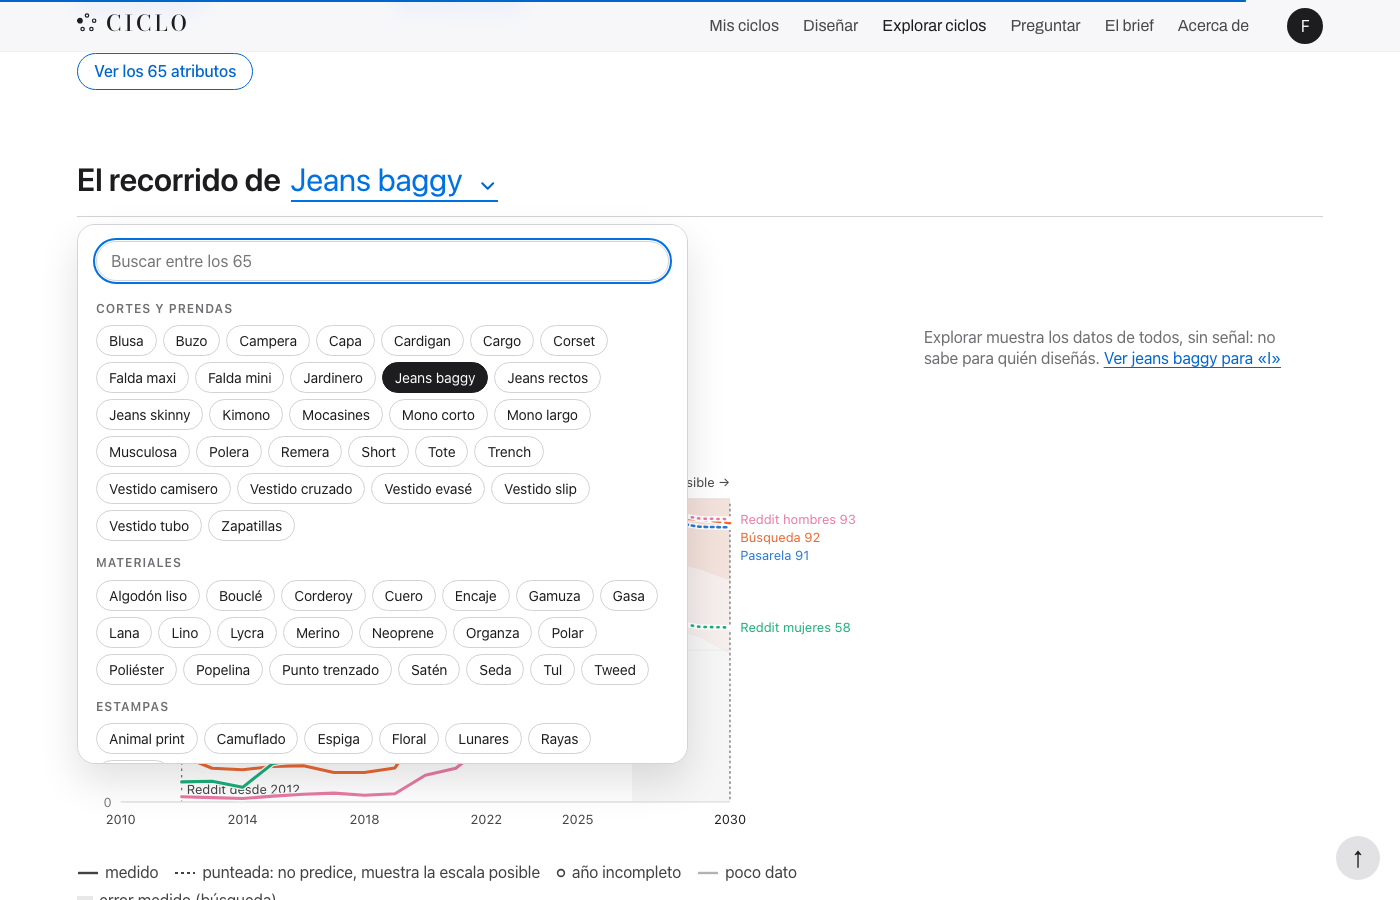 CICLO
Mis ciclos Diseñar Explorar ciclos Preguntar El brief Acerca de F
Ver los 65 atributos
El recorrido de Jeans baggy
Buscar entre los 65
CORTES Y PRENDAS
Blusa Buzo Campera Capa Cardigan Cargo Corset
Falda maxi Falda mini Jardinero Jeans baggy Jeans rectos
Jeans skinny Kimono Mocasines Mono corto Mono largo
Musculosa Polera Remera Short Tote Trench
Vestido camisero Vestido cruzado Vestido evasé Vestido slip
Vestido tubo Zapatillas
MATERIALES
Algodón liso Bouclé Corderoy Cuero Encaje Gamuza Gasa
Lana Lino Lycra Merino Neoprene Organza Polar
Poliéster Popelina Punto trenzado Satén Seda Tul Tweed
ESTAMPAS
Animal print Camuflado Espiga Floral Lunares Rayas
Explorar muestra los datos de todos, sin señal: no
sabe para quién diseñás. Ver jeans baggy para «I»
sible →
Reddit hombres 93
Búsqueda 92
Pasarela 91
Reddit mujeres 58
Reddit desde 2012
0
2010 2014 2018 2022 2025 2030
medido punteada: no predice, muestra la escala posible año incompleto poco dato
error medido (búsqueda)
↑